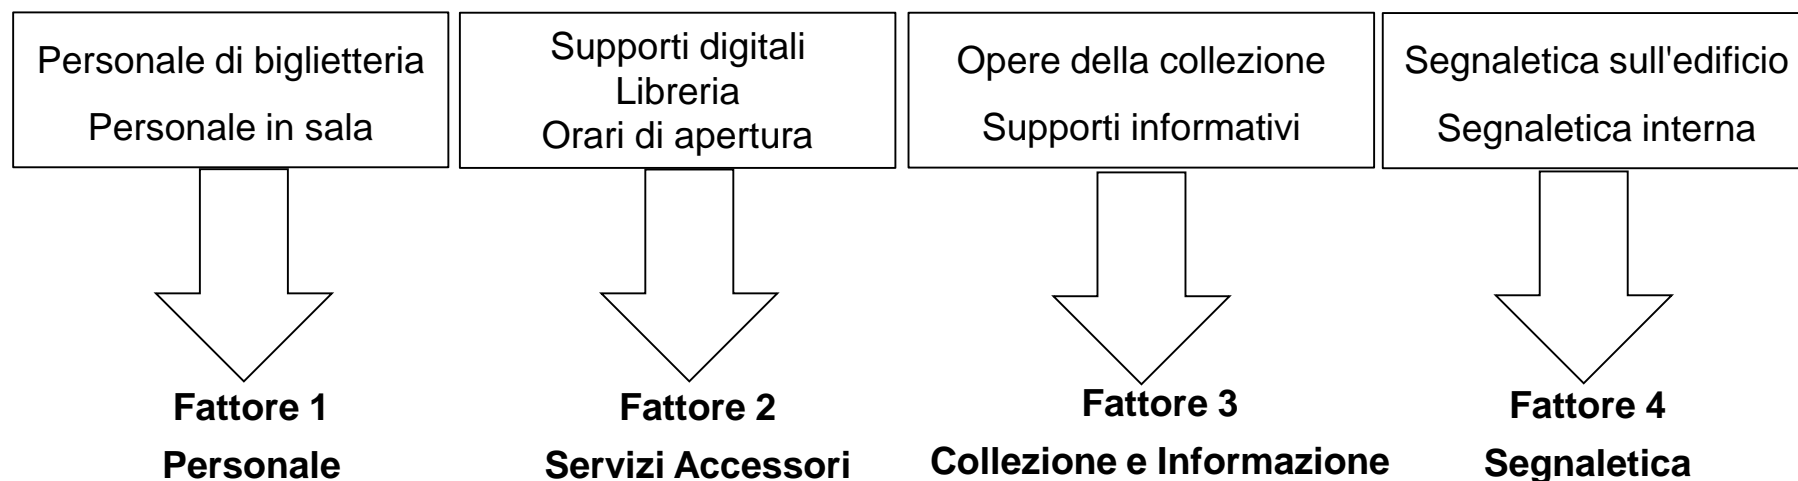 Personale di biglietteria
Personale in sala
Supporti digitali
Libreria
Orari di apertura
Opere della collezione
Supporti informativi
Segnaletica sull'edificio
Segnaletica interna
Fattore 1
Personale
Fattore 2
Servizi Accessori
Fattore 3
Collezione e Informazione
Fattore 4
Segnaletica